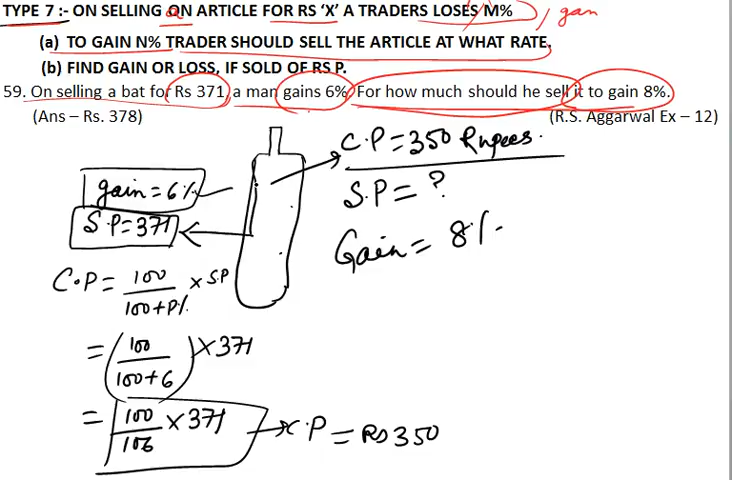 TYPE 7 :- ON SELLING an ON ARTICLE FOR RS 'X' A TRADERS LOSES/M% , gan
(a) TO GAIN N% TRADER SHOULD SELL THE ARTICLE AT WHAT RATE.
(b) FIND GAIN OR LOSS, IF SOLD OF RS P.
59. On selling a bat for Rs 371, a man gains 6%. For how much should he sell it to gain 8%.
(Ans – Rs. 378) (R.S. Aggarwal Ex – 12)
C.P = 350 Rupees.
gain = 6%
S.P = ?
S.P = 371
Gain = 8%
C.P = 100 / 100+P% × S.P
= (100 / 100+6) × 371
= 100 / 106 × 371 → C.P = RS 350